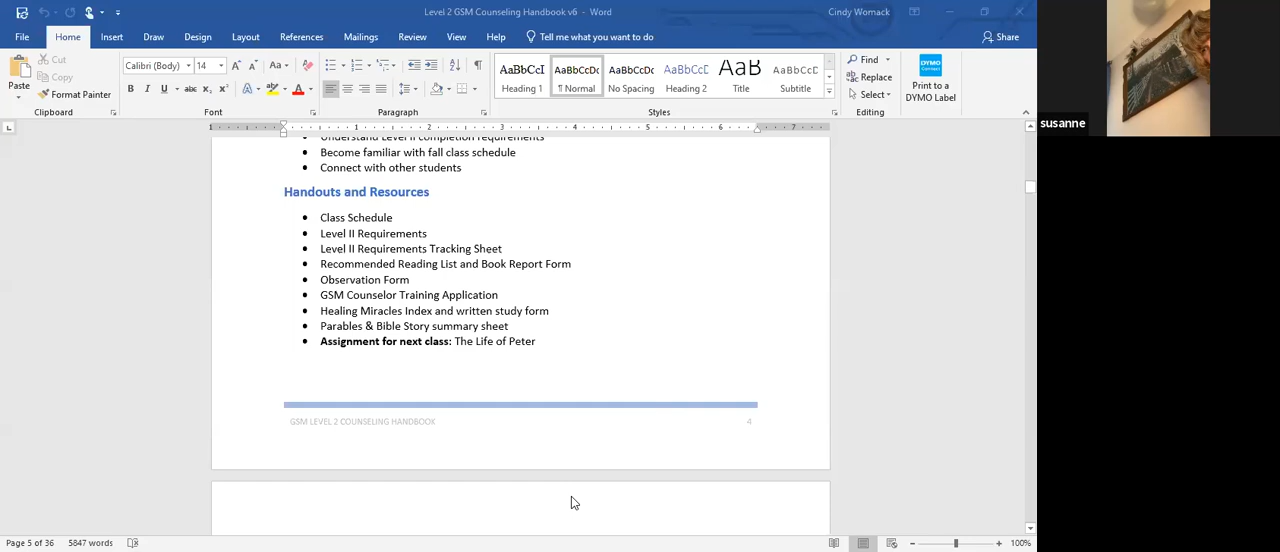 Level 2 GSM Counseling Handbook v6 - Word
Cindy Womack
File Home Insert Draw Design Layout References Mailings Review View Help Tell me what you want to do Share
Paste
Cut
Copy
Format Painter
Clipboard
Calibri (Body) 14
Font
Paragraph
AaBbCcI AaBbCcDc AaBbCcDc AaBbCcD AaB AaBbCcD
Heading 1 ¶ Normal No Spacing Heading 2 Title Subtitle
Styles
Find
Replace
Select
Editing
DYMO
Print to a
DYMO Label
susanne
Understand Level II completion requirements
• Become familiar with fall class schedule
• Connect with other students
Handouts and Resources
• Class Schedule
• Level II Requirements
• Level II Requirements Tracking Sheet
• Recommended Reading List and Book Report Form
• Observation Form
• GSM Counselor Training Application
• Healing Miracles Index and written study form
• Parables & Bible Story summary sheet
• Assignment for next class: The Life of Peter
GSM LEVEL 2 COUNSELING HANDBOOK 4
Page 5 of 36 5847 words 100%